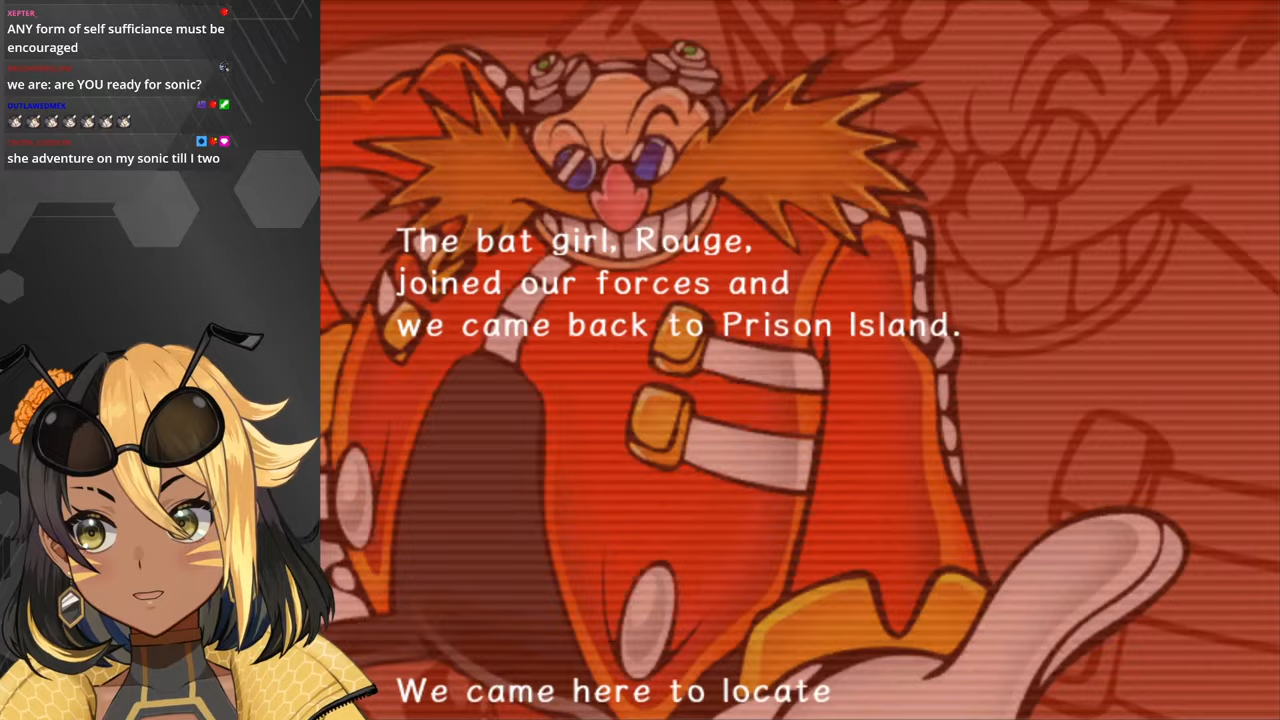 XEPTER_
ANY form of self sufficiance must be
encouraged
we are: are YOU ready for sonic?
OUTLAWEDMEX
she adventure on my sonic till I two
The bat girl, Rouge,
joined our forces and
we came back to Prison Island.
We came here to locate